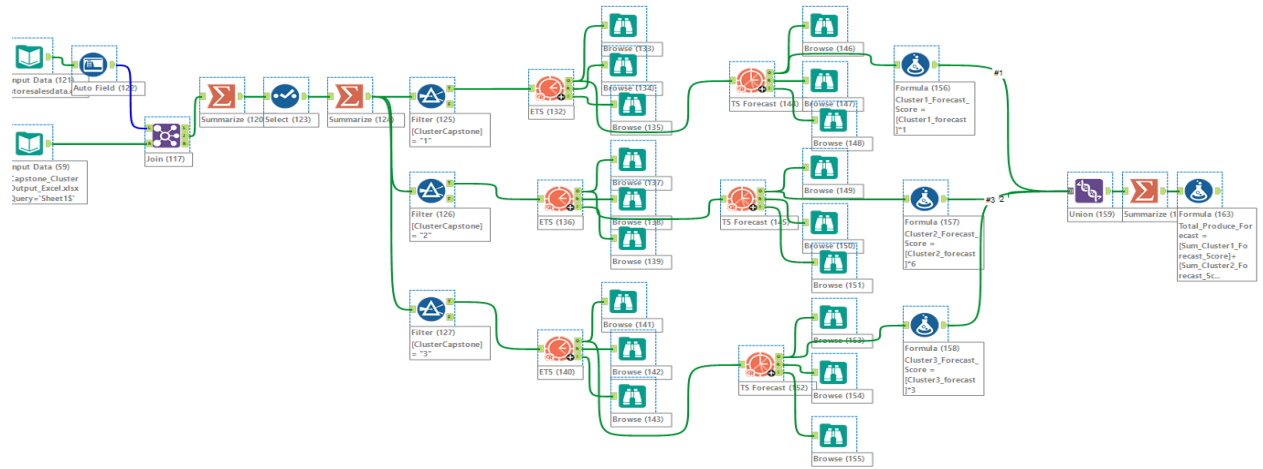 Input Data (121)
Auto Field (122)
Input Data (59)
Capstone_Cluster
Output_Excel.xlsx
Query=`Sheet1$`
Join (117)
Summarize (120
Select (123)
Summarize (124)
Filter (125)
[ClusterCapstone]
= "1"
ETS (132)
Browse (133)
Browse (134)
Browse (135)
TS Forecast (144)
Browse (146)
Browse (147)
Browse (148)
Formula (156)
Cluster1_Forecast_
Score =
[Cluster1_forecast
]*1
#1
Filter (126)
[ClusterCapstone]
= "2"
ETS (136)
Browse (137)
Browse (138)
Browse (139)
TS Forecast (145)
Browse (149)
Browse (150)
Browse (151)
Formula (157)
Cluster2_Forecast_
Score =
[Cluster2_forecast
]*6
#3
2
Union (159)
Summarize (1
Formula (163)
Total_Produce_For
ecast =
[Sum_Cluster1_Fo
recast_Score]+
[Sum_Cluster2_Fo
recast_Sc...
Filter (127)
[ClusterCapstone]
= "3"
ETS (140)
Browse (141)
Browse (142)
Browse (143)
TS Forecast (152)
Browse (153)
Browse (154)
Browse (155)
Formula (158)
Cluster3_Forecast_
Score =
[Cluster3_forecast
]*3